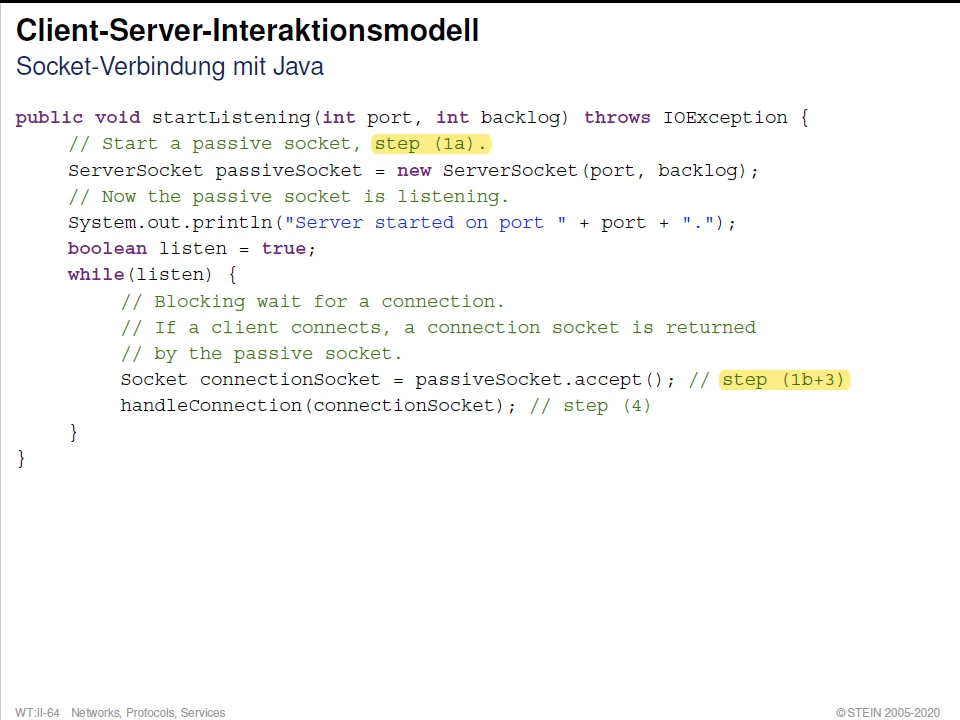 Client-Server-Interaktionsmodell
Socket-Verbindung mit Java
public void startListening(int port, int backlog) throws IOException {
// Start a passive socket, step (1a).
ServerSocket passiveSocket = new ServerSocket(port, backlog);
// Now the passive socket is listening.
System.out.println("Server started on port " + port + ".");
boolean listen = true;
while(listen) {
// Blocking wait for a connection.
// If a client connects, a connection socket is returned
// by the passive socket.
Socket connectionSocket = passiveSocket.accept(); // step (1b+3)
handleConnection(connectionSocket); // step (4)
}
}
WT:II-64 Networks, Protocols, Services © STEIN 2005-2020